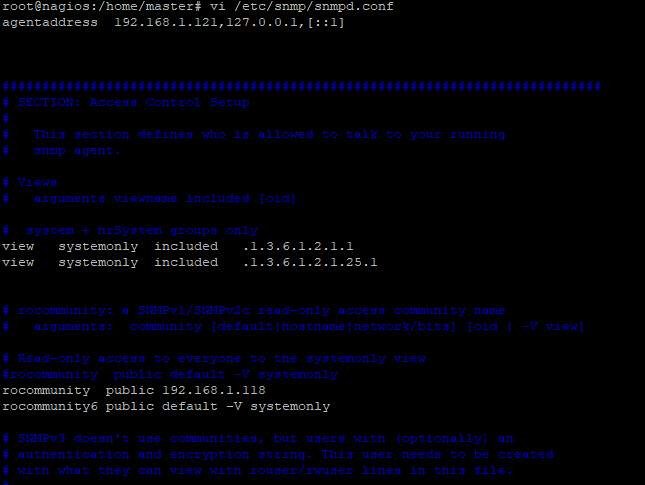 root@nagios:/home/master# vi /etc/snmp/snmpd.conf
agentaddress  192.168.1.121,127.0.0.1,[::1]
###########################################################################
# SECTION: Access Control Setup
#
#   This section defines who is allowed to talk to your running
#   snmp agent.
# Views
#   arguments viewname included [oid]
#  system + hrSystem groups only
view   systemonly  included   .1.3.6.1.2.1.1
view   systemonly  included   .1.3.6.1.2.1.25.1
# rocommunity: a SNMPv1/SNMPv2c read-only access community name
#   arguments:  community [default|hostname|network/bits] [oid | -V view]
# Read-only access to everyone to the systemonly view
#rocommunity  public default -V systemonly
rocommunity  public 192.168.1.118
rocommunity6 public default -V systemonly
# SNMPv3 doesn't use communities, but users with (optionally) an
# authentication and encryption string. This user needs to be created
# with what they can view with rouser/rwuser lines in this file.
#